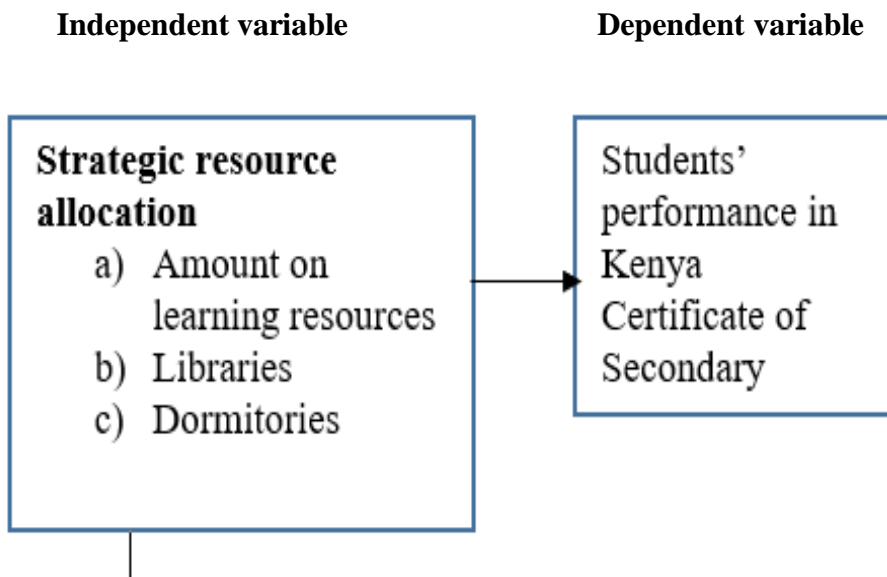 Independent variable
Dependent variable
Strategic resource
allocation
a) Amount on
learning resources
b) Libraries
c) Dormitories
Students’
performance in
Kenya
Certificate of
Secondary